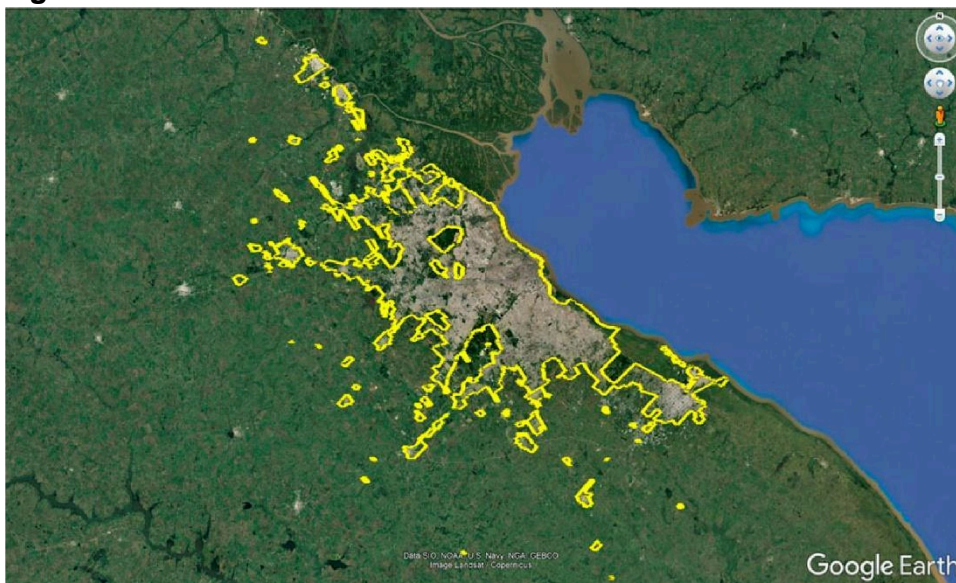 N
Data SIO, NOAA, U.S. Navy, NGA, GEBCO
Image Landsat / Copernicus
Google Earth